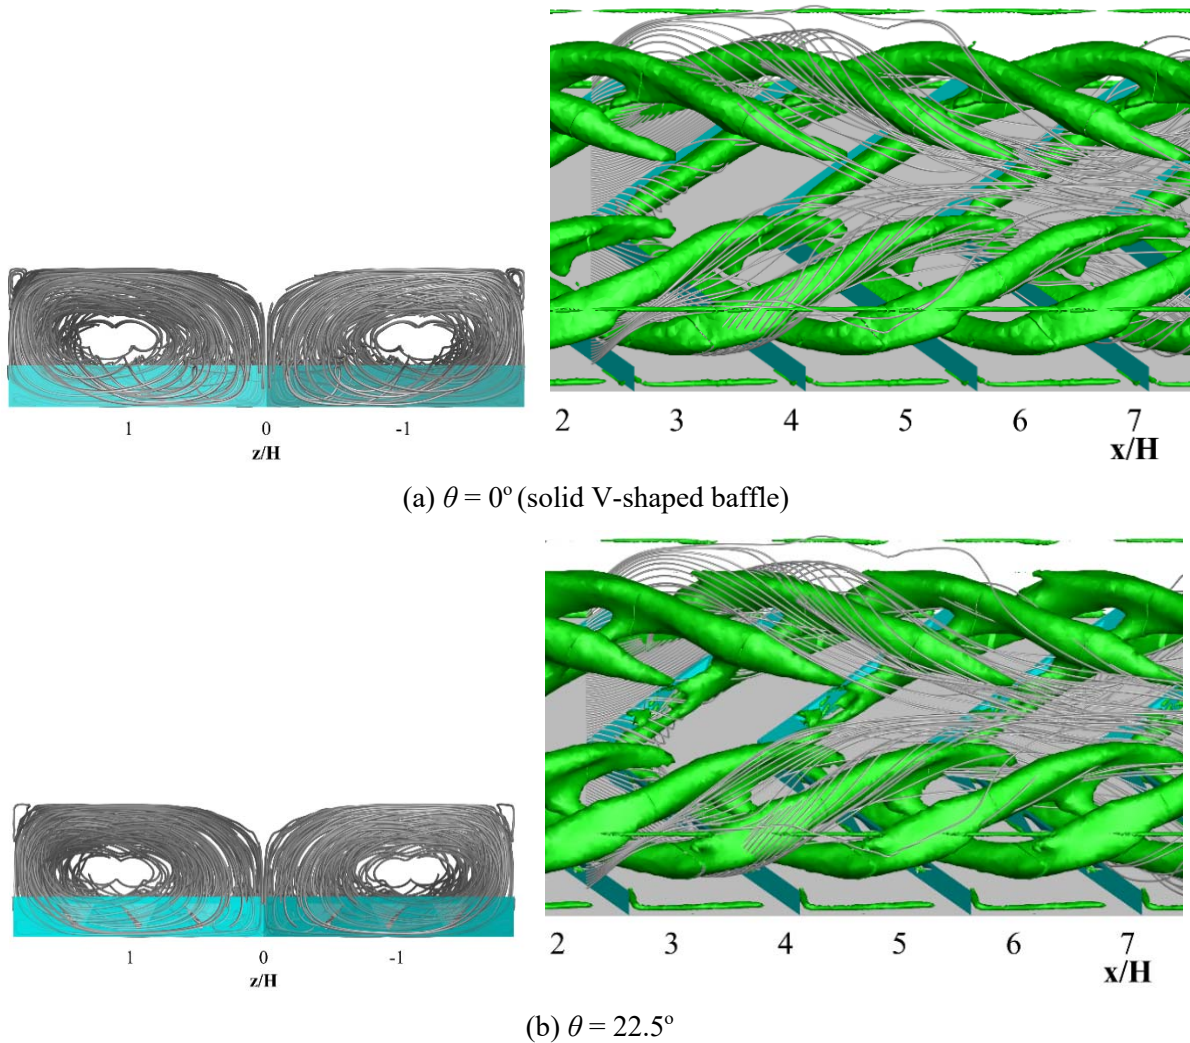 1 0 -1
z/H
2 3 4 5 6 7
x/H
(a) θ = 0º (solid V-shaped baffle)
1 0 -1
z/H
2 3 4 5 6 7
x/H
(b) θ = 22.5º